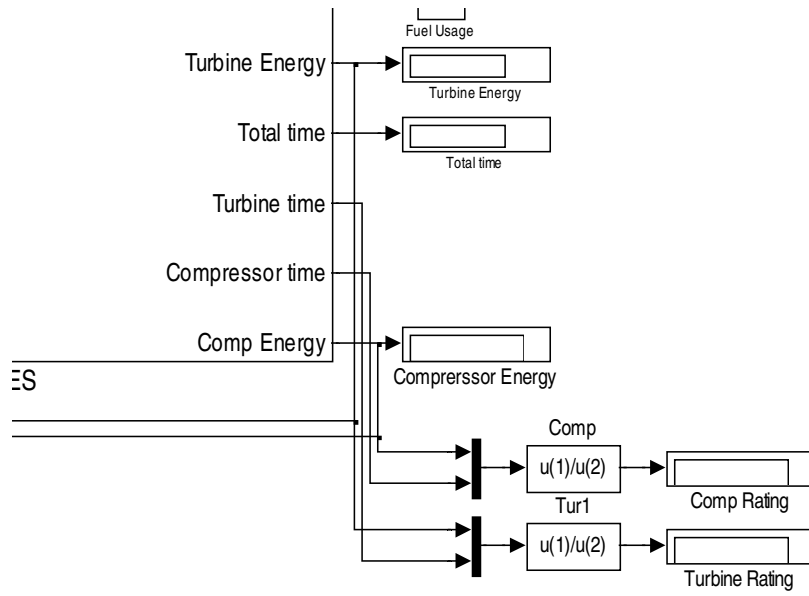 Fuel Usage
Turbine Energy
Turbine Energy
Total time
Total time
Turbine time
Compressor time
Comp Energy
Comprerssor Energy
ES
Comp
u(1)/u(2)
Comp Rating
Tur1
u(1)/u(2)
Turbine Rating